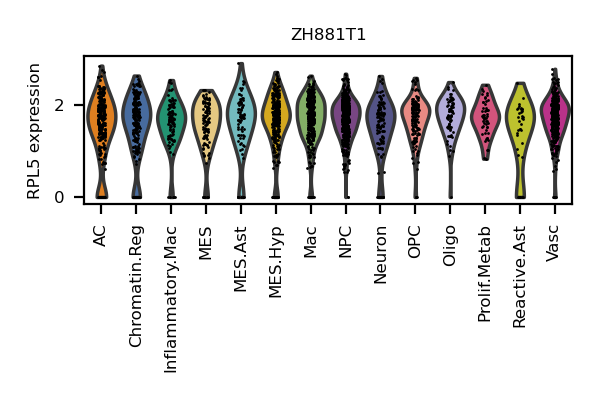 ZH881T1
RPL5 expression
2
0
AC
Chromatin.Reg
Inflammatory.Mac
MES
MES.Ast
MES.Hyp
Mac
NPC
Neuron
OPC
Oligo
Prolif.Metab
Reactive.Ast
Vasc